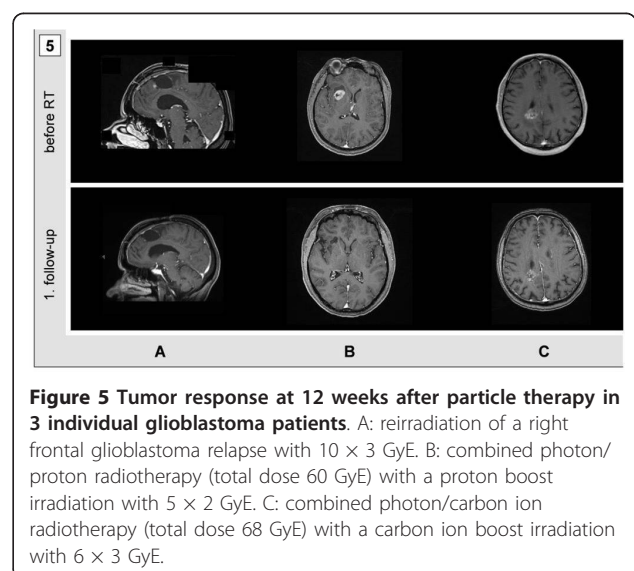 5
before RT
1. follow-up
A B C
Figure 5 Tumor response at 12 weeks after particle therapy in
3 individual glioblastoma patients. A: reirradiation of a right
frontal glioblastoma relapse with 10 × 3 GyE. B: combined photon/
proton radiotherapy (total dose 60 GyE) with a proton boost
irradiation with 5 × 2 GyE. C: combined photon/carbon ion
radiotherapy (total dose 68 GyE) with a carbon ion boost irradiation
with 6 × 3 GyE.